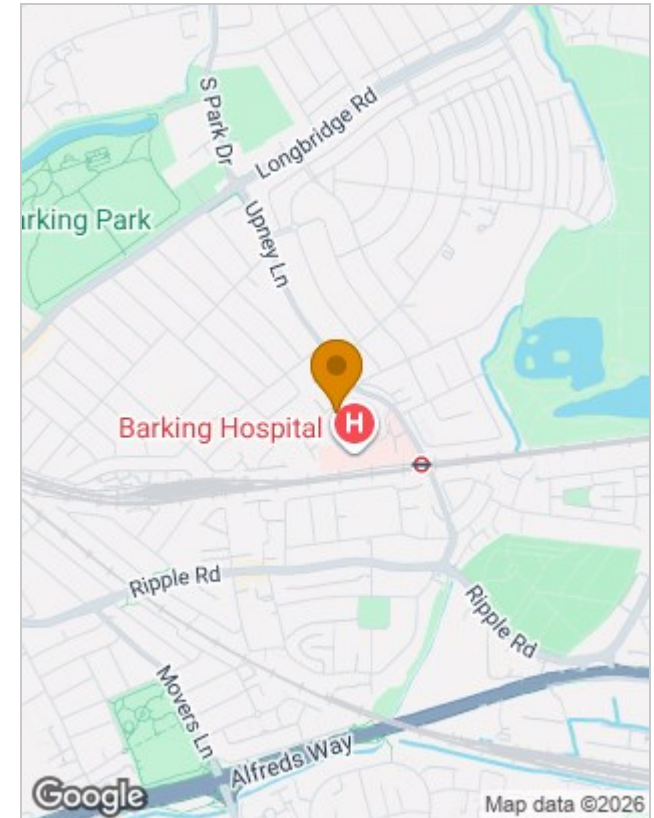 S Park Dr
Longbridge Rd
arking Park
Upney Ln
Barking Hospital
H
Ripple Rd
Ripple Rd
Movers Ln
Alfreds Way
Google
Map data ©2026